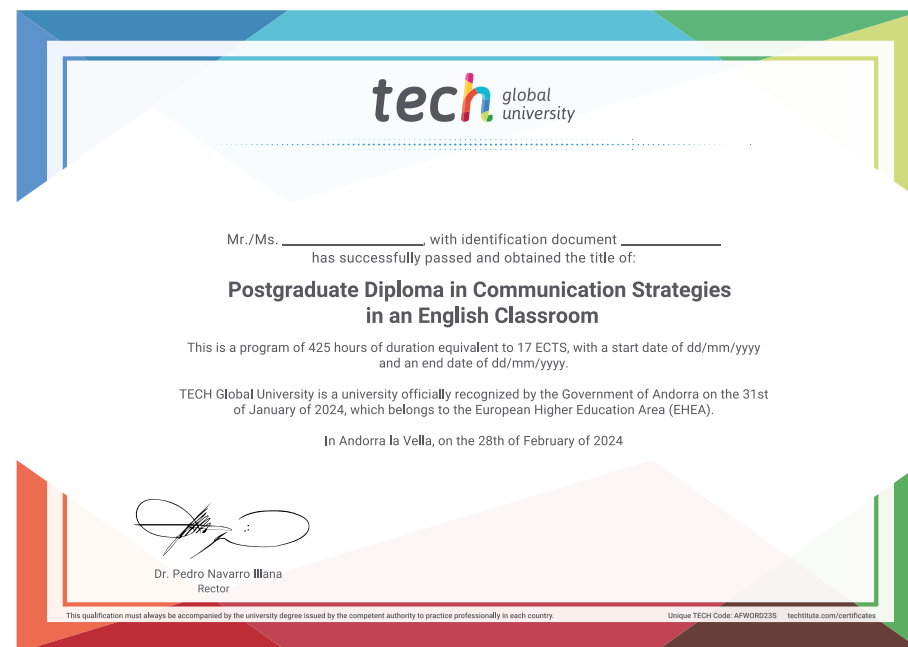 tech global university
Mr./Ms. ____________________, with identification document ______________
has successfully passed and obtained the title of:
Postgraduate Diploma in Communication Strategies
in an English Classroom
This is a program of 425 hours of duration equivalent to 17 ECTS, with a start date of dd/mm/yyyy
and an end date of dd/mm/yyyy.
TECH Global University is a university officially recognized by the Government of Andorra on the 31st
of January of 2024, which belongs to the European Higher Education Area (EHEA).
In Andorra la Vella, on the 28th of February of 2024
Dr. Pedro Navarro Illana
Rector
This qualification must always be accompanied by the university degree issued by the competent authority to practice professionally in each country. Unique TECH Code: AFWORD23S techtitute.com/certificates